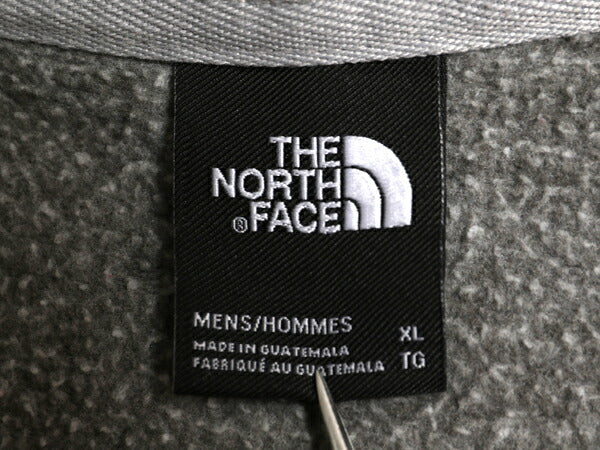 THE
NORTH
® FACE
MENS/HOMMES XL
MADE IN GUATEMALA
FABRIQUÉ AU GUATEMALA TG